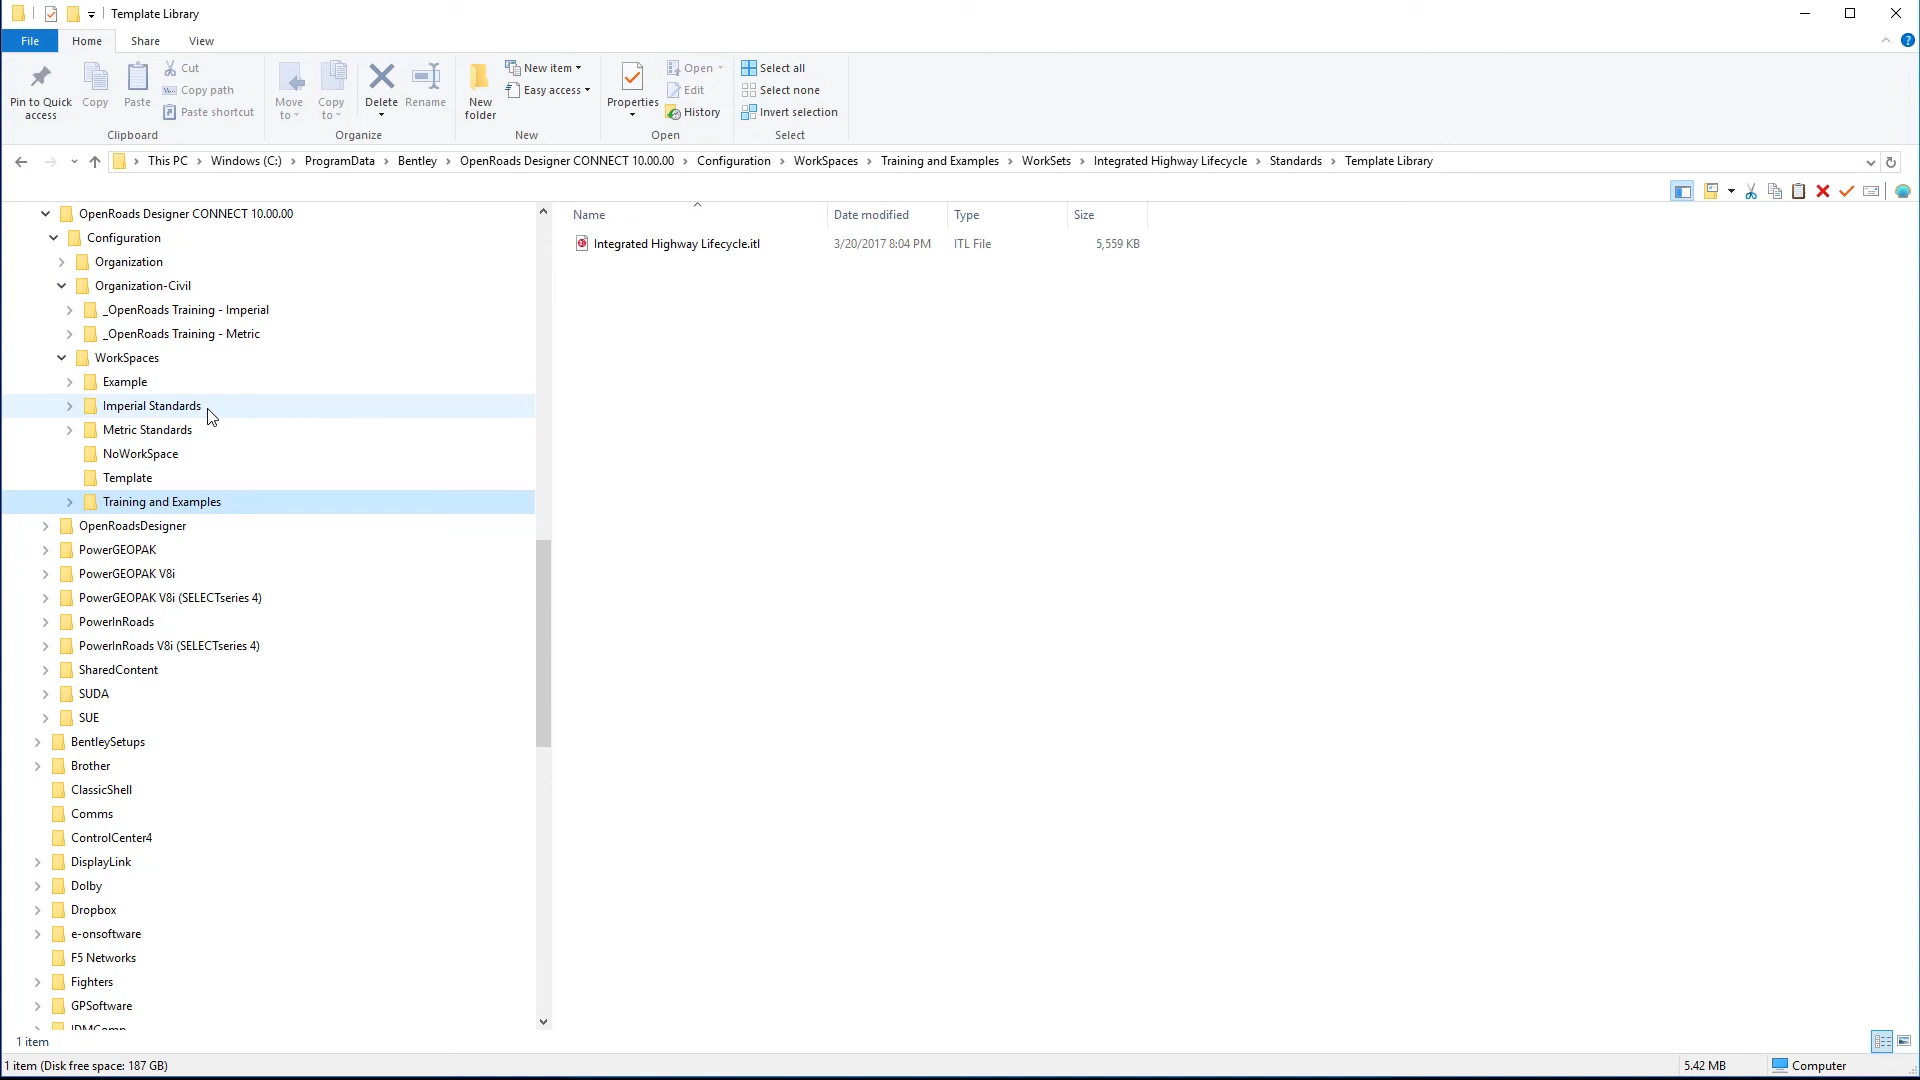 Template Library
File Home Share View
Pin to Quick access
Copy
Paste
Cut
Copy path
Paste shortcut
Clipboard
Move to
Copy to
Delete
Rename
Organize
New folder
New item
Easy access
New
Properties
Open
Edit
History
Open
Select all
Select none
Invert selection
Select
This PC > Windows (C:) > ProgramData > Bentley > OpenRoads Designer CONNECT 10.00.00 > Configuration > WorkSpaces > Training and Examples > WorkSets > Integrated Highway Lifecycle > Standards > Template Library
OpenRoads Designer CONNECT 10.00.00
Configuration
Organization
Organization-Civil
_OpenRoads Training - Imperial
_OpenRoads Training - Metric
WorkSpaces
Example
Imperial Standards
Metric Standards
NoWorkSpace
Template
Training and Examples
OpenRoadsDesigner
PowerGEOPAK
PowerGEOPAK V8i
PowerGEOPAK V8i (SELECTseries 4)
PowerInRoads
PowerInRoads V8i (SELECTseries 4)
SharedContent
SUDA
SUE
BentleySetups
Brother
ClassicShell
Comms
ControlCenter4
DisplayLink
Dolby
Dropbox
e-onsoftware
F5 Networks
Fighters
GPSoftware
Name Date modified Type Size
Integrated Highway Lifecycle.itl 3/20/2017 8:04 PM ITL File 5,559 KB
1 item
1 item (Disk free space: 187 GB) 5.42 MB Computer